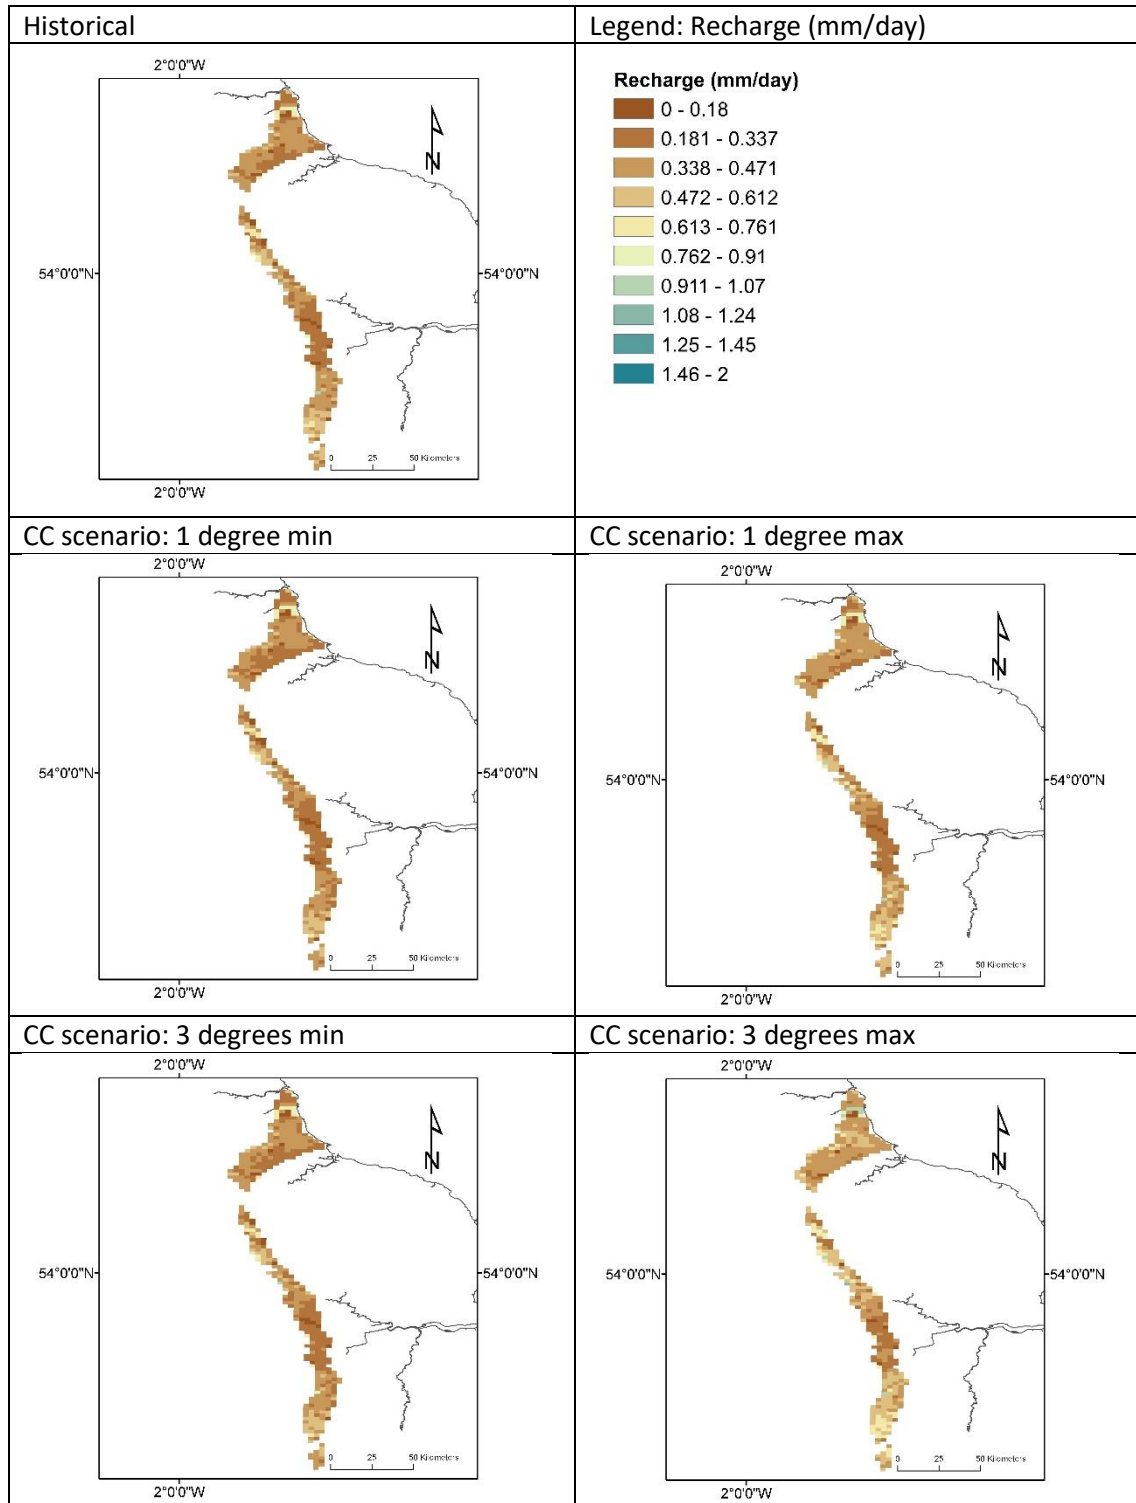 Historical
Legend: Recharge (mm/day)
2°0'0"W
N
54°0'0"N
54°0'0"N
0 25 50 Kilometers
2°0'0"W
Recharge (mm/day)
0 - 0.18
0.181 - 0.337
0.338 - 0.471
0.472 - 0.612
0.613 - 0.761
0.762 - 0.91
0.911 - 1.07
1.08 - 1.24
1.25 - 1.45
1.46 - 2
CC scenario: 1 degree min
CC scenario: 1 degree max
2°0'0"W
N
54°0'0"N
54°0'0"N
0 25 50 Kilometers
2°0'0"W
2°0'0"W
N
54°0'0"N
54°0'0"N
0 25 50 Kilometers
2°0'0"W
CC scenario: 3 degrees min
CC scenario: 3 degrees max
2°0'0"W
N
54°0'0"N
54°0'0"N
0 25 50 Kilometers
2°0'0"W
2°0'0"W
N
54°0'0"N
54°0'0"N
0 25 50 Kilometers
2°0'0"W